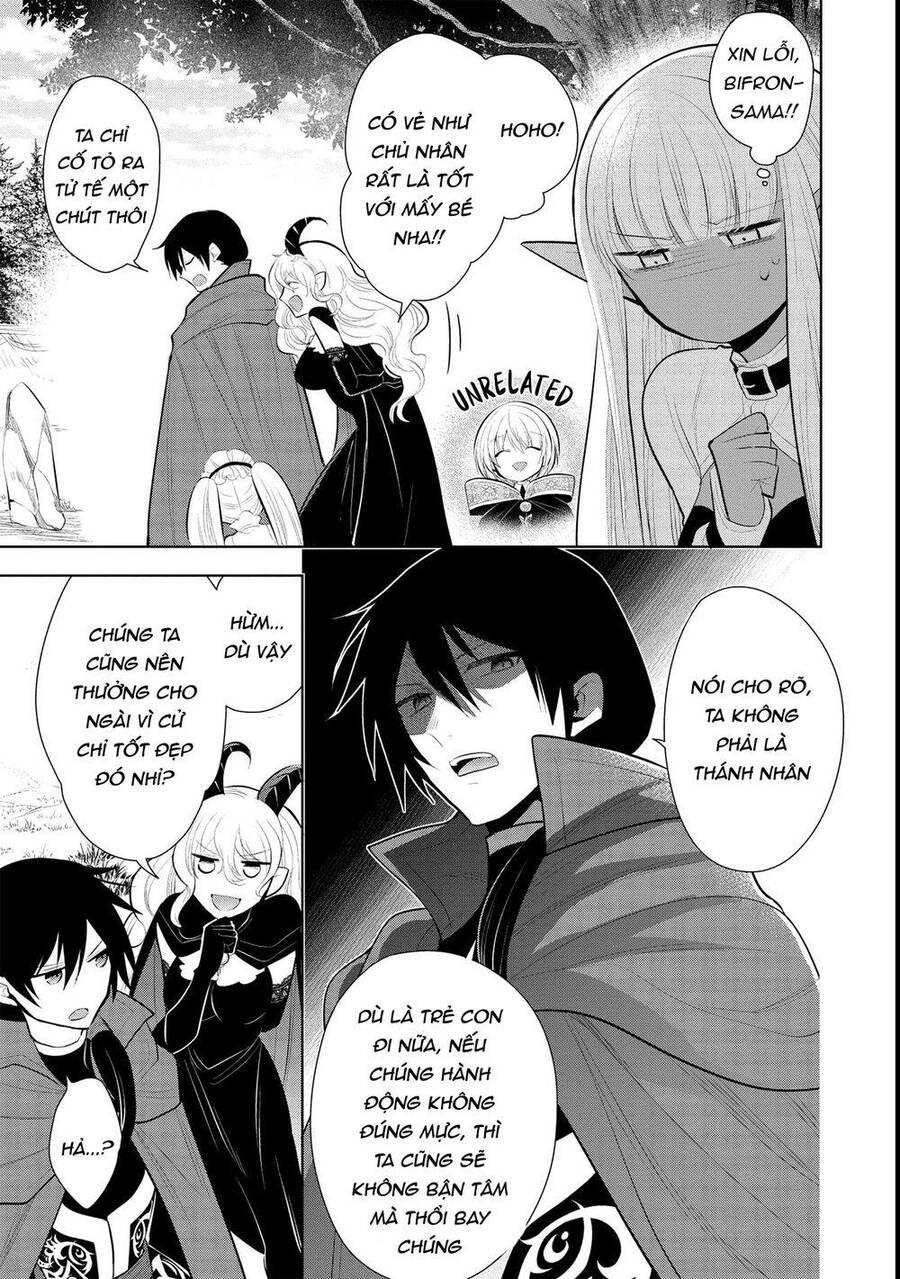 XIN LỖI,
BIFRON-
SAMA!!
HOHO!
CÓ VẺ NHƯ
CHỦ NHÂN
RẤT LÀ TỐT
VỚI MẤY BÉ
NHA!!
TA CHỈ
CỐ TỎ RA
TỬ TẾ MỘT
CHÚT THÔI
UNRELATED
NÓI CHO RÕ,
TA KHÔNG
PHẢI LÀ
THÁNH NHÂN
DÙ LÀ TRẺ CON
ĐI NỮA, NẾU
CHÚNG HÀNH
ĐỘNG KHÔNG
ĐÚNG MỰC, THÌ
TA CŨNG SẼ
KHÔNG BẬN TÂM
MÀ THỔI BAY
CHÚNG
HỪM...
DÙ VẬY
CHÚNG TA
CŨNG NÊN
THƯỞNG CHO
NGÀI VÌ CỬ
CHỈ TỐT ĐẸP
ĐÓ NHỈ?
HẢ...?